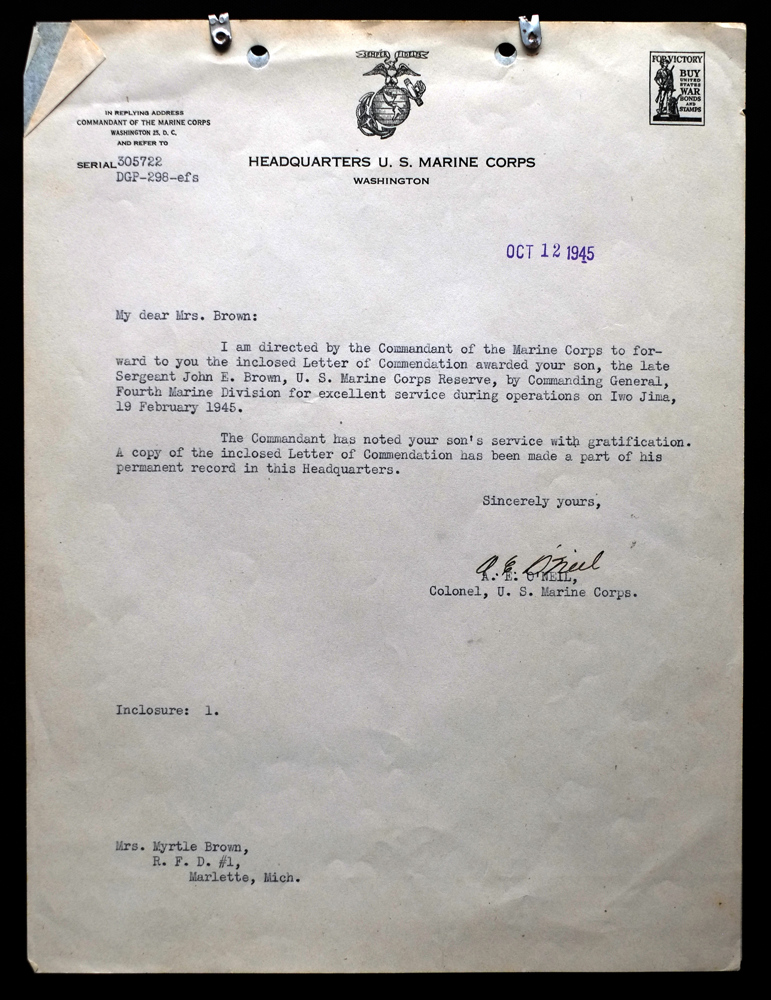 SEMPER FIDELIS
FOR VICTORY
BUY
UNITED
STATES
WAR
BONDS
AND
STAMPS
IN REPLYING ADDRESS
COMMANDANT OF THE MARINE CORPS
WASHINGTON 25, D. C.
AND REFER TO
SERIAL 305722
DGP-298-efs
HEADQUARTERS U. S. MARINE CORPS
WASHINGTON
OCT 12 1945
My dear Mrs. Brown:
I am directed by the Commandant of the Marine Corps to for-
ward to you the inclosed Letter of Commendation awarded your son, the late
Sergeant John E. Brown, U. S. Marine Corps Reserve, by Commanding General,
Fourth Marine Division for excellent service during operations on Iwo Jima,
19 February 1945.
The Commandant has noted your son's service with gratification.
A copy of the inclosed Letter of Commendation has been made a part of his
permanent record in this Headquarters.
Sincerely yours,
A E O'Neil
A. E. O'NEIL,
Colonel, U. S. Marine Corps.
Inclosure: 1.
Mrs. Myrtle Brown,
R. F. D. #1,
Marlette, Mich.